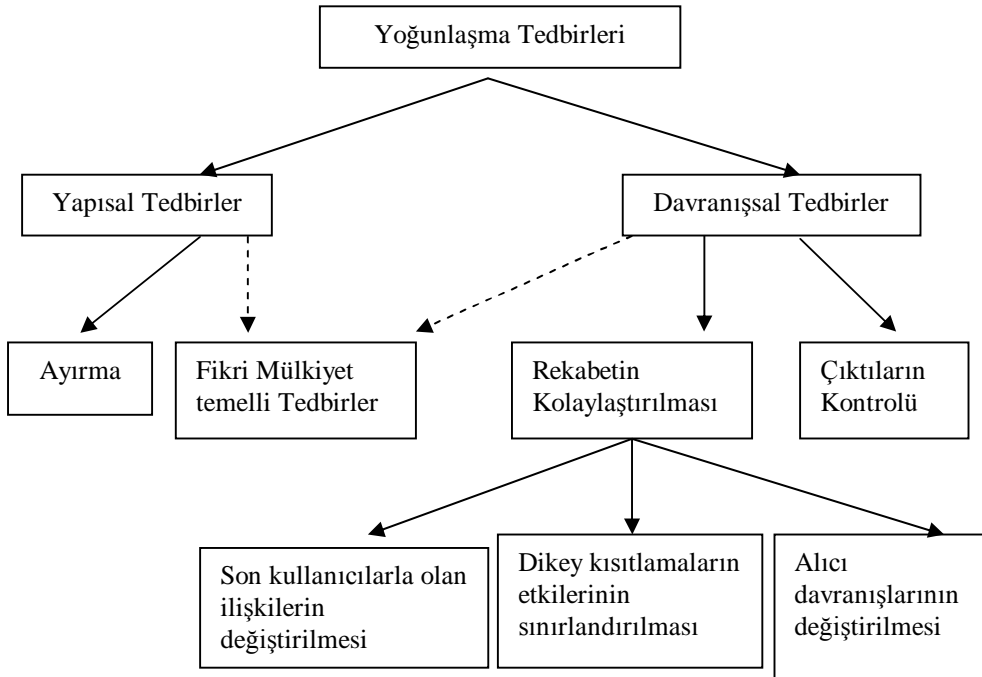 Yoğunlaşma Tedbirleri
Yapısal Tedbirler
Davranışsal Tedbirler
Ayırma
Fikri Mülkiyet
temelli Tedbirler
Rekabetin
Kolaylaştırılması
Çıktıların
Kontrolü
Son kullanıcılarla olan
ilişkilerin
değiştirilmesi
Dikey kısıtlamaların
etkilerinin
sınırlandırılması
Alıcı
davranışlarının
değiştirilmesi